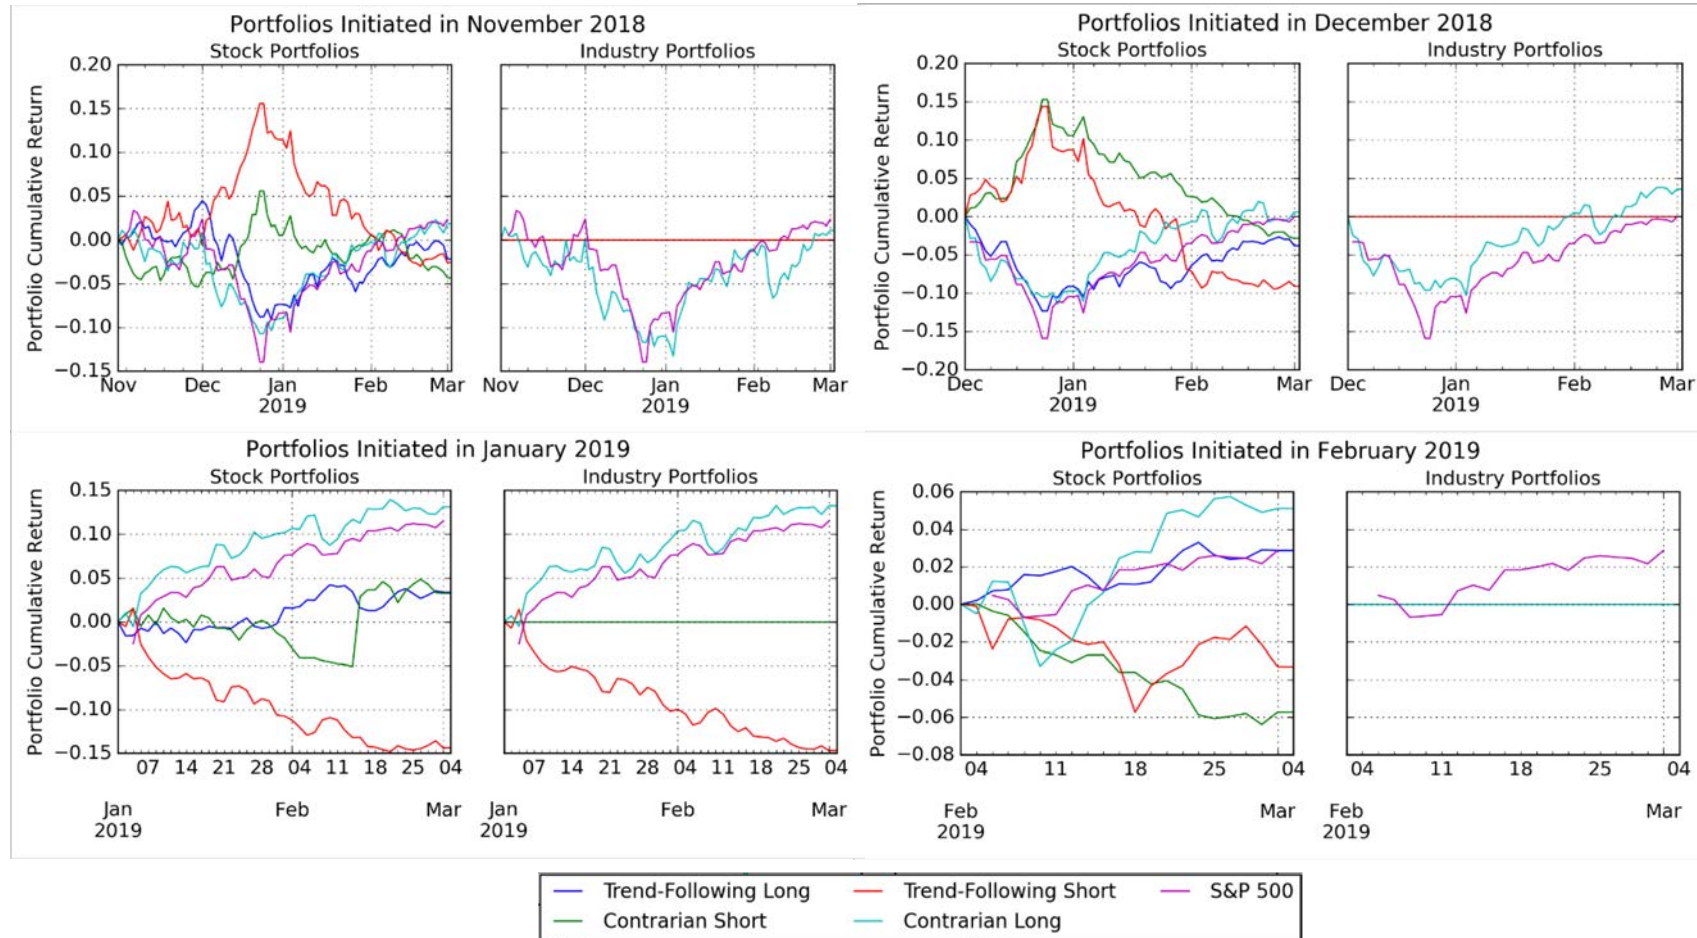 Portfolios Initiated in November 2018
Stock Portfolios
Industry Portfolios
Portfolio Cumulative Return
0.20
0.15
0.10
0.05
0.00
−0.05
−0.10
−0.15
Nov Dec Jan Feb Mar
2019
Nov Dec Jan Feb Mar
2019
Portfolios Initiated in December 2018
Stock Portfolios
Industry Portfolios
Portfolio Cumulative Return
0.20
0.15
0.10
0.05
0.00
−0.05
−0.10
−0.15
−0.20
Dec Jan Feb Mar
2019
Dec Jan Feb Mar
2019
Portfolios Initiated in January 2019
Stock Portfolios
Industry Portfolios
Portfolio Cumulative Return
0.15
0.10
0.05
0.00
−0.05
−0.10
−0.15
07 14 21 28 04 11 18 25 04
Jan Feb Mar
2019
07 14 21 28 04 11 18 25 04
Jan Feb Mar
2019
Portfolios Initiated in February 2019
Stock Portfolios
Industry Portfolios
Portfolio Cumulative Return
0.06
0.04
0.02
0.00
−0.02
−0.04
−0.06
−0.08
04 11 18 25 04
Feb Mar
2019
04 11 18 25 04
Feb Mar
2019
Trend-Following Long
Trend-Following Short
S&P 500
Contrarian Short
Contrarian Long